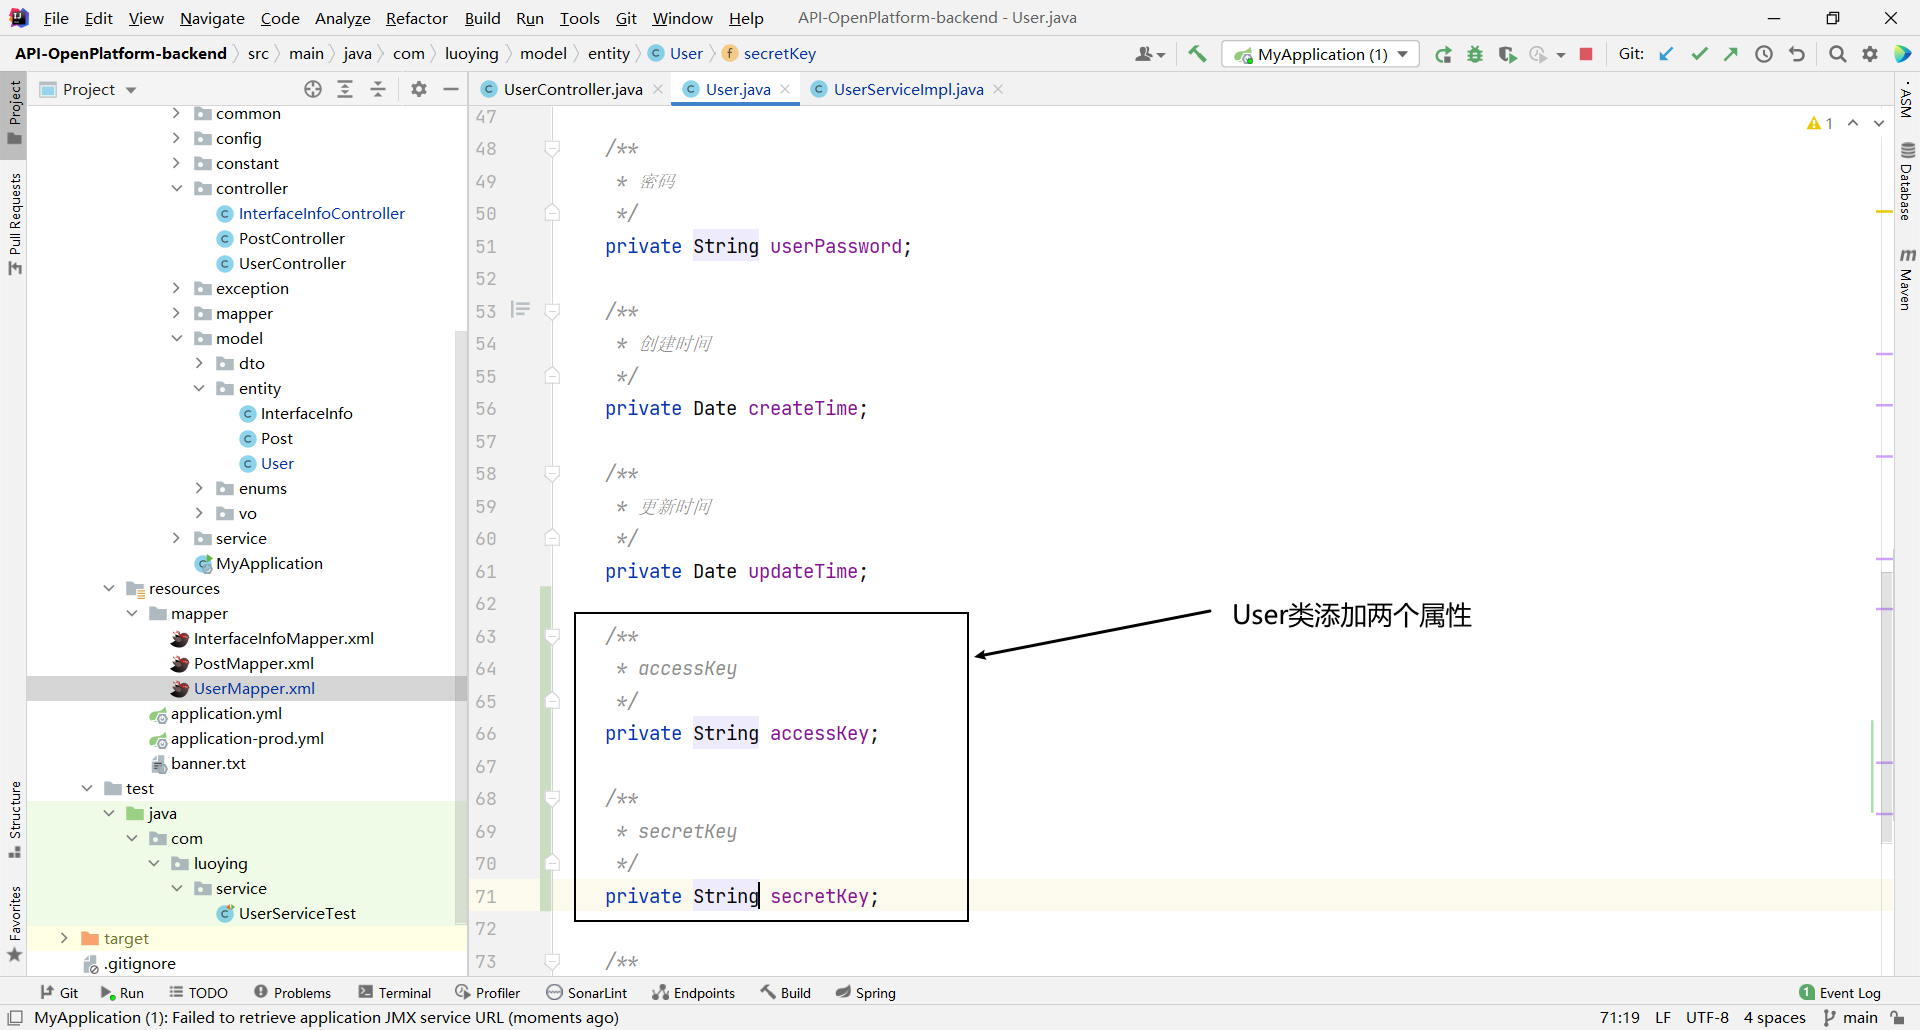 File Edit View Navigate Code Analyze Refactor Build Run Tools Git Window Help API-OpenPlatform-backend - User.java
API-OpenPlatform-backend src main java com luoying model entity User secretKey MyApplication (1) Git:
Project UserController.java User.java UserServiceImpl.java
Project
Pull Requests
Structure
Favorites
common
config
constant
controller
InterfaceInfoController
PostController
UserController
exception
mapper
model
dto
entity
InterfaceInfo
Post
User
enums
vo
service
MyApplication
resources
mapper
InterfaceInfoMapper.xml
PostMapper.xml
UserMapper.xml
application.yml
application-prod.yml
banner.txt
test
java
com
luoying
service
UserServiceTest
target
.gitignore
1
47
48 /**
49 * 密码
50 */
51 private String userPassword;
52
53 /**
54 * 创建时间
55 */
56 private Date createTime;
57
58 /**
59 * 更新时间
60 */
61 private Date updateTime;
62
63 /**
64 * accessKey
65 */
66 private String accessKey;
67
68 /**
69 * secretKey
70 */
71 private String secretKey;
72
73 /**
User类添加两个属性
ASM
Database
Maven
Git Run TODO Problems Terminal Profiler SonarLint Endpoints Build Spring 1 Event Log
MyApplication (1): Failed to retrieve application JMX service URL (moments ago) 71:19 LF UTF-8 4 spaces main